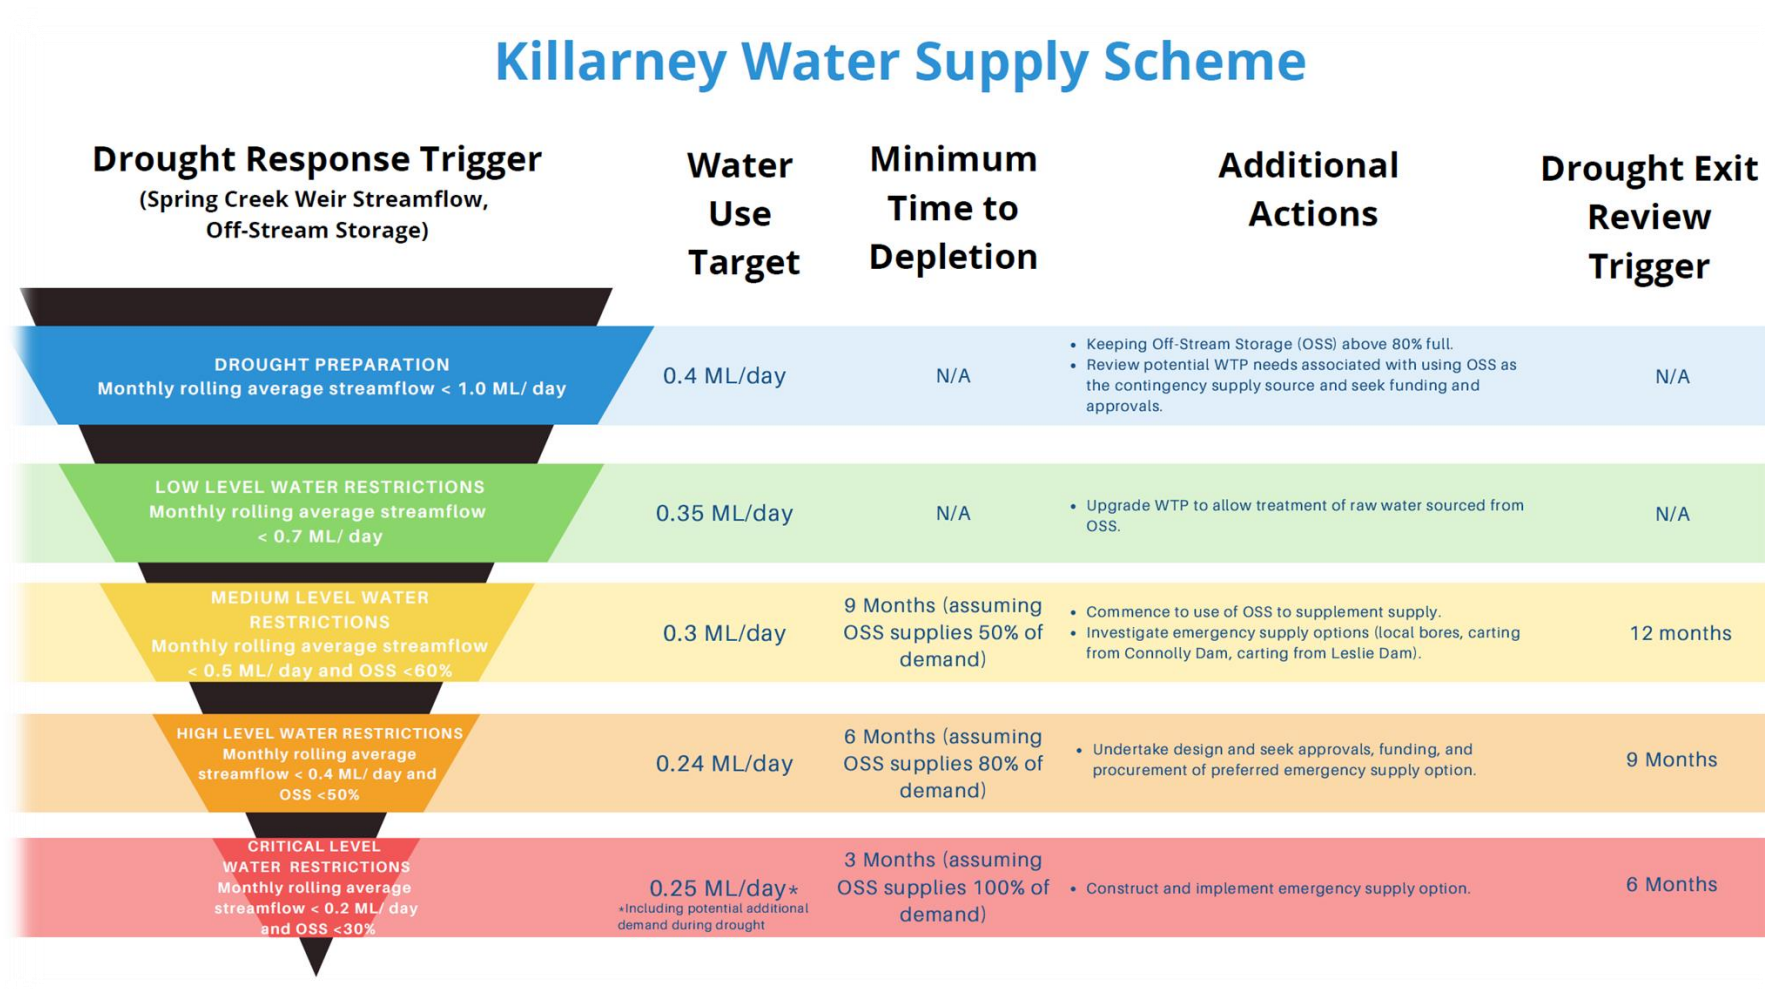 Killarney Water Supply Scheme
Drought Response Trigger
(Spring Creek Weir Streamflow,
Off-Stream Storage)
Water
Use
Target
Minimum
Time to
Depletion
Additional
Actions
Drought Exit
Review
Trigger
DROUGHT PREPARATION
Monthly rolling average streamflow < 1.0 ML/ day
0.4 ML/day
N/A
• Keeping Off-Stream Storage (OSS) above 80% full.
• Review potential WTP needs associated with using OSS as
the contingency supply source and seek funding and
approvals.
N/A
LOW LEVEL WATER RESTRICTIONS
Monthly rolling average streamflow
< 0.7 ML/ day
0.35 ML/day
N/A
• Upgrade WTP to allow treatment of raw water sourced from
OSS.
N/A
MEDIUM LEVEL WATER
RESTRICTIONS
Monthly rolling average streamflow
< 0.5 ML/ day and OSS <60%
0.3 ML/day
9 Months (assuming
OSS supplies 50% of
demand)
• Commence to use of OSS to supplement supply.
• Investigate emergency supply options (local bores, carting
from Connolly Dam, carting from Leslie Dam).
12 months
HIGH LEVEL WATER RESTRICTIONS
Monthly rolling average
streamflow < 0.4 ML/ day and
OSS <50%
0.24 ML/day
6 Months (assuming
OSS supplies 80% of
demand)
• Undertake design and seek approvals, funding, and
procurement of preferred emergency supply option.
9 Months
CRITICAL LEVEL
WATER RESTRICTIONS
Monthly rolling average
streamflow < 0.2 ML/ day
and OSS <30%
0.25 ML/day*
*Including potential additional
demand during drought
3 Months (assuming
OSS supplies 100% of
demand)
• Construct and implement emergency supply option.
6 Months